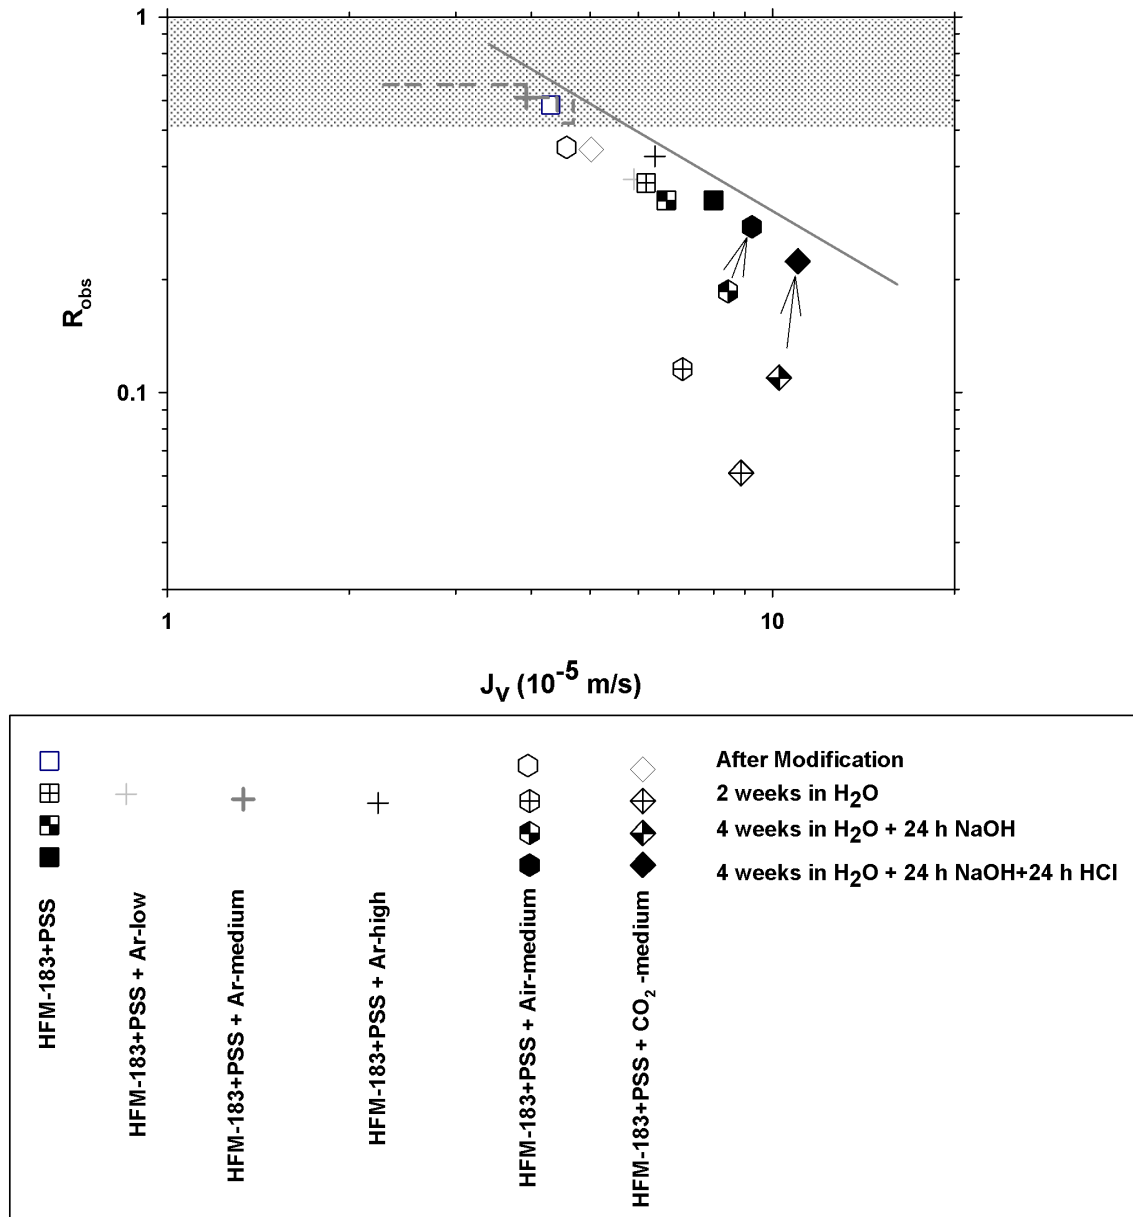 1
R_obs
0.1
1
10
J_V (10^-5 m/s)
After Modification
2 weeks in H₂O
4 weeks in H₂O + 24 h NaOH
4 weeks in H₂O + 24 h NaOH+24 h HCl
HFM-183+PSS
HFM-183+PSS + Ar-low
HFM-183+PSS + Ar-medium
HFM-183+PSS + Ar-high
HFM-183+PSS + Air-medium
HFM-183+PSS + CO₂ -medium